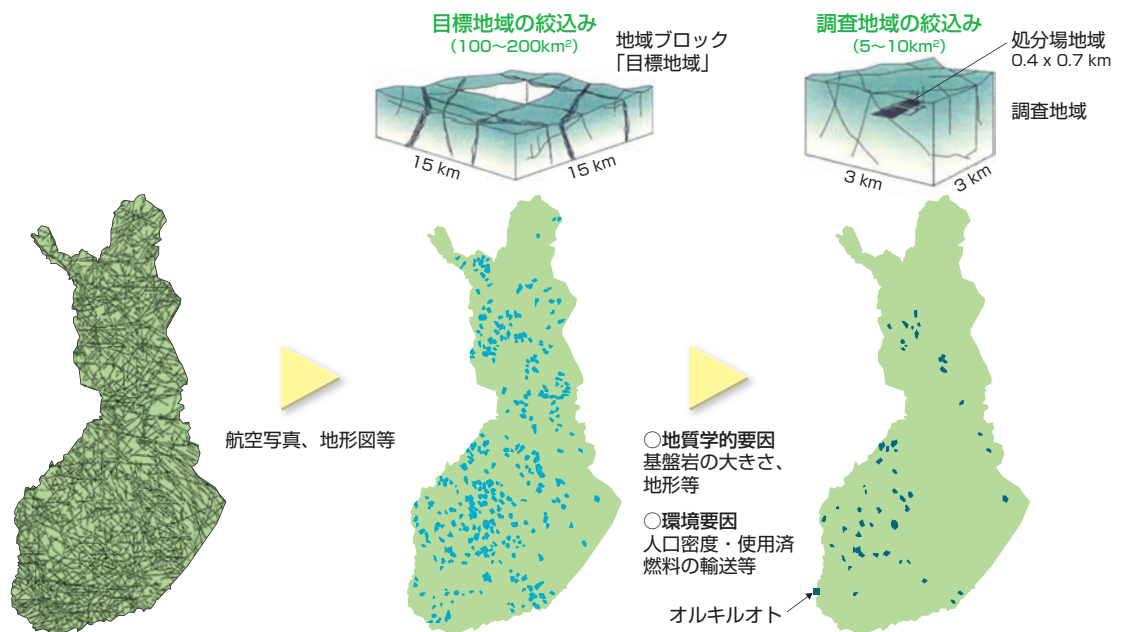 目標地域の絞込み
(100〜200km²)
地域ブロック
「目標地域」
15 km
15 km
調査地域の絞込み
(5〜10km²)
処分場地域
0.4 x 0.7 km
調査地域
3 km
3 km
航空写真、地形図等
○地質学的要因
基盤岩の大きさ、
地形等
○環境要因
人口密度・使用済
燃料の輸送等
オルキルオト